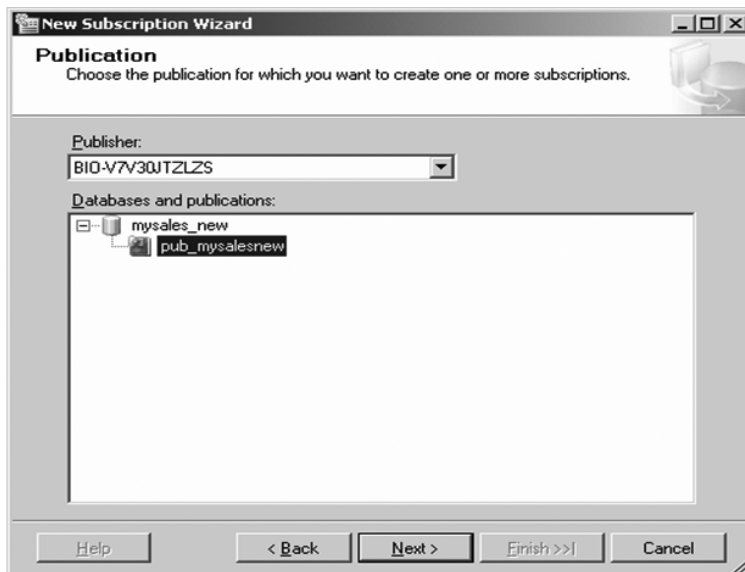 New Subscription Wizard
Publication
Choose the publication for which you want to create one or more subscriptions.
Publisher:
BIO-V7V30JTZLZS
Databases and publications:
mysales_new
pub_mysalesnew
Help
< Back
Next >
Finish >>|
Cancel